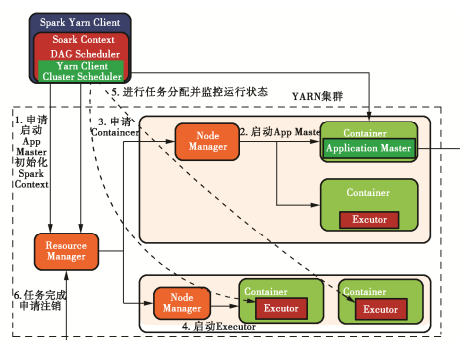 Spark Yarn Client
Soark Context
DAG Scheduler
Yarn Client
Cluster Scheduler
5. 进行任务分配并监控运行状态
YARN集群
1. 申请
启动
App
Master
初始化
Spark
Context
3. 申请
Containcer
Node
Manager
2. 启动App Maste
Container
Application Master
Container
Excutor
Resource
Manager
6. 任务完成
申请注销
Node
Manager
Container
Excutor
Container
Excutor
4. 启动Executor